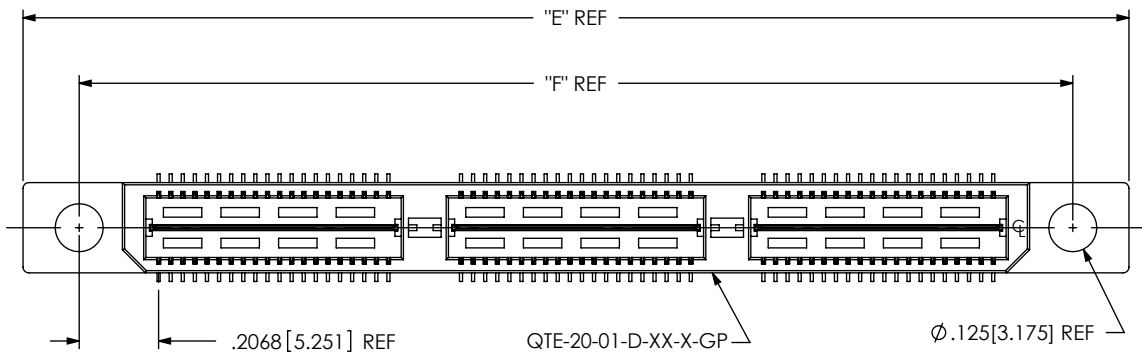 "E" REF
"F" REF
℄
.2068[5.251] REF
QTE-20-01-D-XX-X-GP
Ø.125[3.175] REF